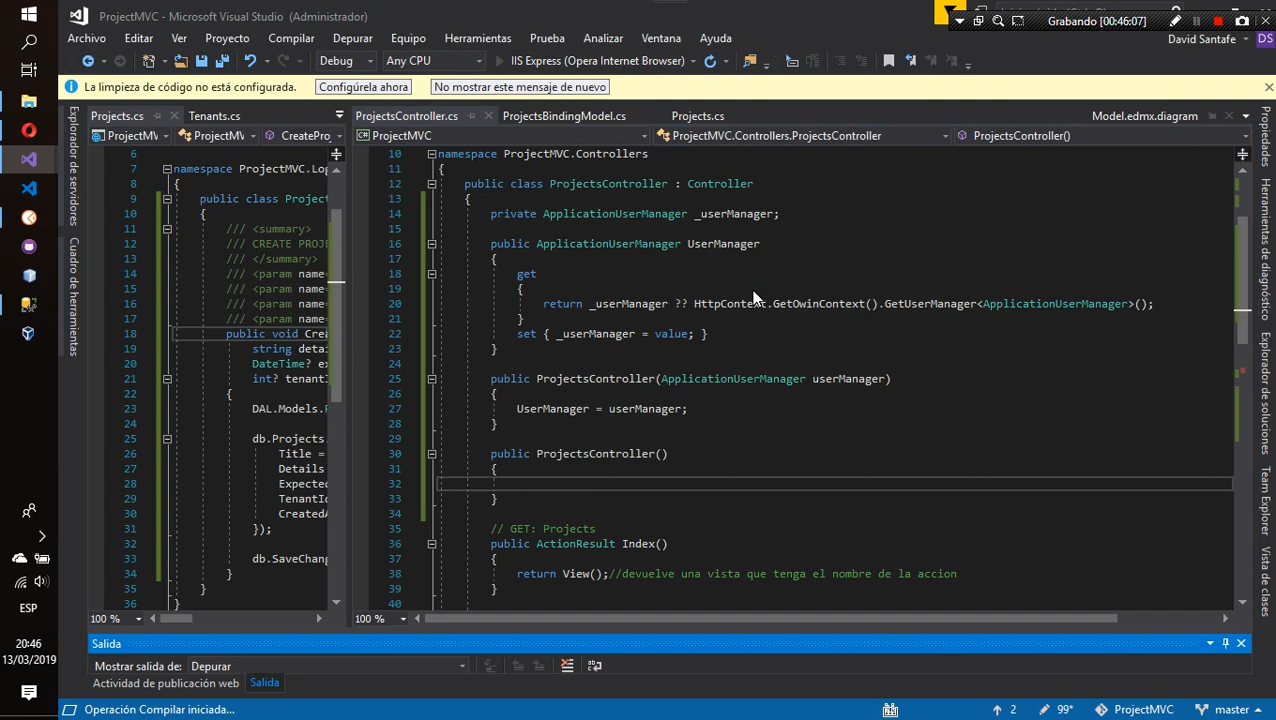 ProjectMVC - Microsoft Visual Studio (Administrador)
Grabando [00:46:07]
Archivo Editar Ver Proyecto Compilar Depurar Equipo Herramientas Prueba Analizar Ventana Ayuda
David Santafe DS
Debug Any CPU IIS Express (Opera Internet Browser)
La limpieza de código no está configurada. Configúrela ahora No mostrar este mensaje de nuevo
Explorador de servidores
Cuadro de herramientas
Projects.cs Tenants.cs
ProjectMV ProjectMV CreatePro
6
7 namespace ProjectMVC.Log
8 {
9 public class Project
10 {
11 /// <summary>
12 /// CREATE PROJE
13 /// </summary>
14 /// <param name=
15 /// <param name=
16 /// <param name=
17 /// <param name=
18 public void Crea
19 string detai
20 DateTime? ex
21 int? tenantI
22 {
23 DAL.Models.P
24
25 db.Projects.
26 Title =
27 Details
28 Expected
29 TenantId
30 CreatedA
31 });
32
33 db.SaveChang
34 }
35 }
36 }
100 %
ProjectsController.cs ProjectsBindingModel.cs Projects.cs Model.edmx.diagram
ProjectMVC ProjectMVC.Controllers.ProjectsController ProjectsController()
10 namespace ProjectMVC.Controllers
11 {
12 public class ProjectsController : Controller
13 {
14 private ApplicationUserManager _userManager;
15
16 public ApplicationUserManager UserManager
17 {
18 get
19 {
20 return _userManager ?? HttpContext.GetOwinContext().GetUserManager<ApplicationUserManager>();
21 }
22 set { _userManager = value; }
23 }
24
25 public ProjectsController(ApplicationUserManager userManager)
26 {
27 UserManager = userManager;
28 }
29
30 public ProjectsController()
31 {
32
33 }
34
35 // GET: Projects
36 public ActionResult Index()
37 {
38 return View();//devuelve una vista que tenga el nombre de la accion
39 }
40
100 %
Propiedades
Herramientas de diagnóstico
Explorador de soluciones
Team Explorer
Vista de clases
Salida
Mostrar salida de: Depurar
Actividad de publicación web Salida
Operación Compilar iniciada... 2 99* ProjectMVC master
ESP
20:46
13/03/2019